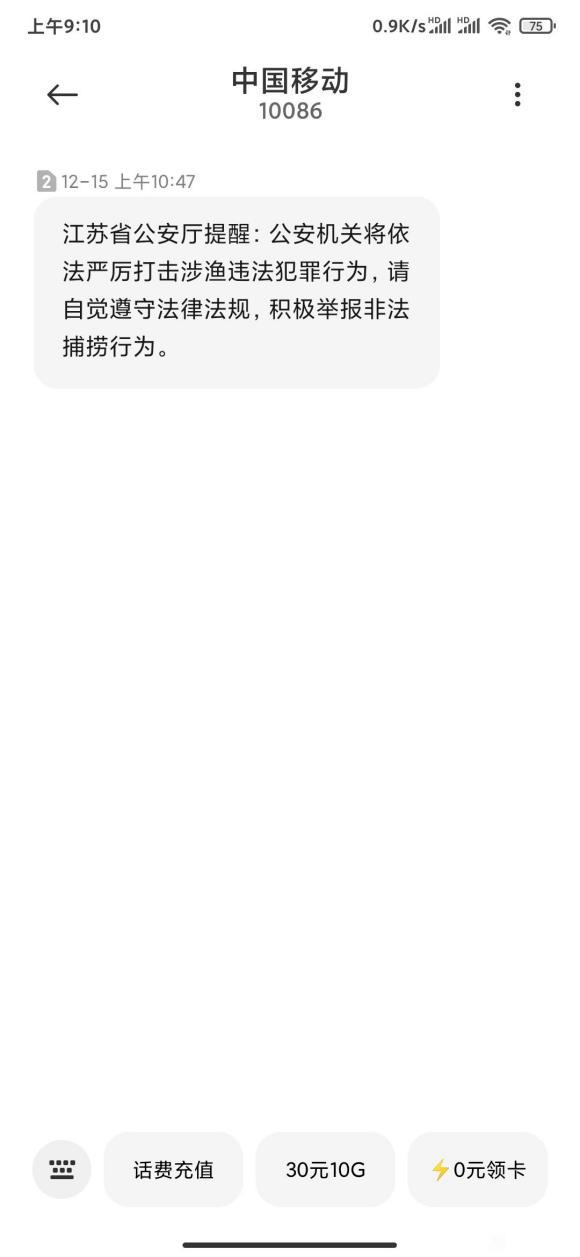 上午9:10
0.9K/s HD HD 75
中国移动
10086
2 12-15 上午10:47
江苏省公安厅提醒：公安机关将依
法严厉打击涉渔违法犯罪行为，请
自觉遵守法律法规，积极举报非法
捕捞行为。
话费充值
30元10G
⚡0元领卡